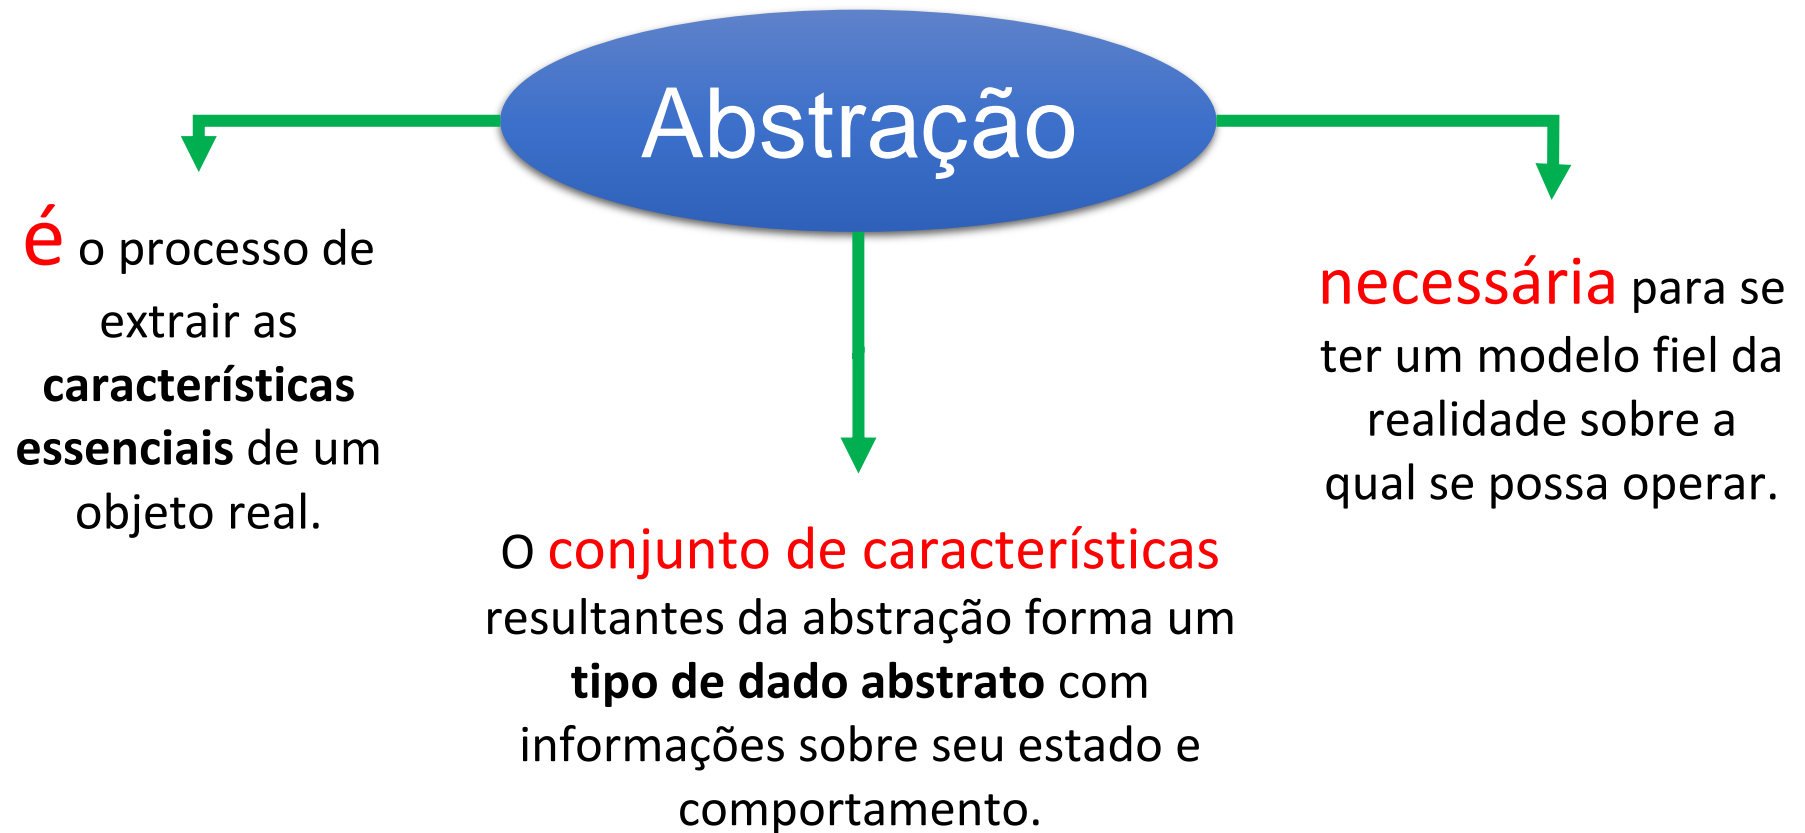 Abstração
é o processo de
extrair as
características
essenciais de um
objeto real.
O conjunto de características
resultantes da abstração forma um
tipo de dado abstrato com
informações sobre seu estado e
comportamento.
necessária para se
ter um modelo fiel da
realidade sobre a
qual se possa operar.